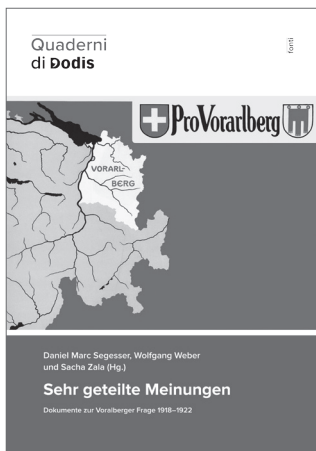 Quaderni
di Dodis
fonti
ProVorarlberg
VORARL-
BERG
Daniel Marc Segesser, Wolfgang Weber
und Sacha Zala (Hg.)
Sehr geteilte Meinungen
Dokumente zur Voralberger Frage 1918–1922